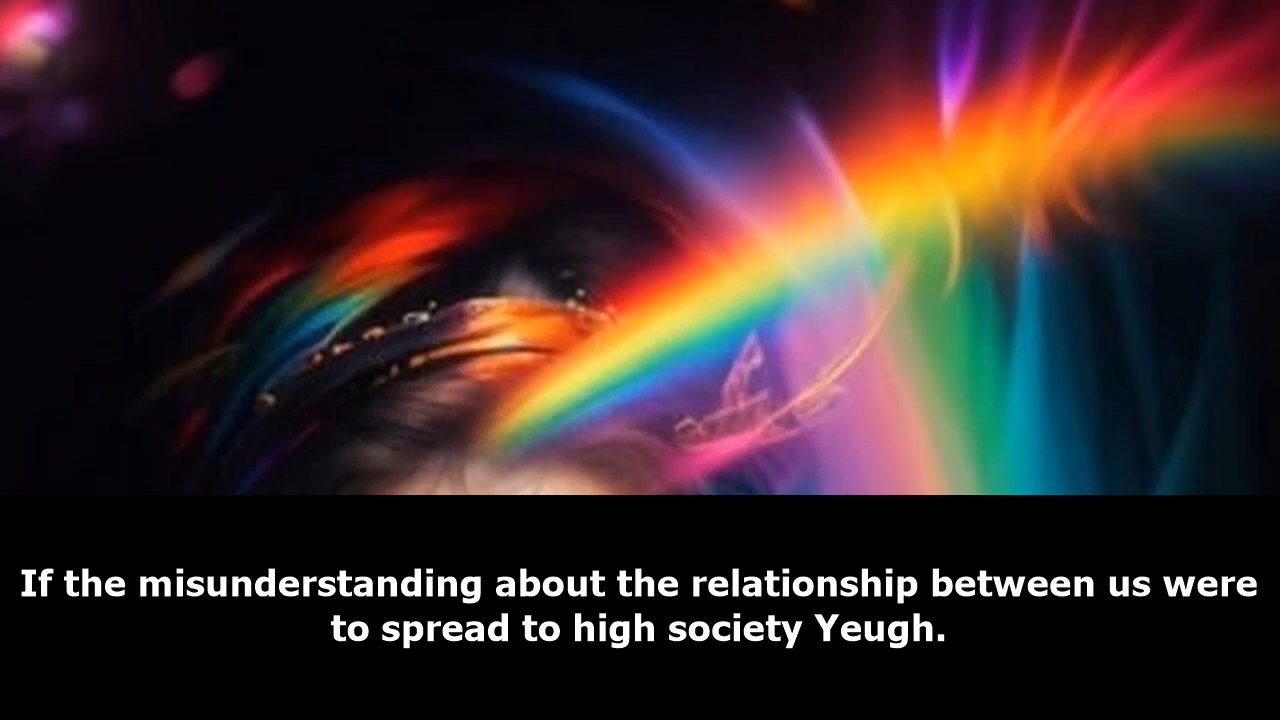 If the misunderstanding about the relationship between us were
to spread to high society Yeugh.